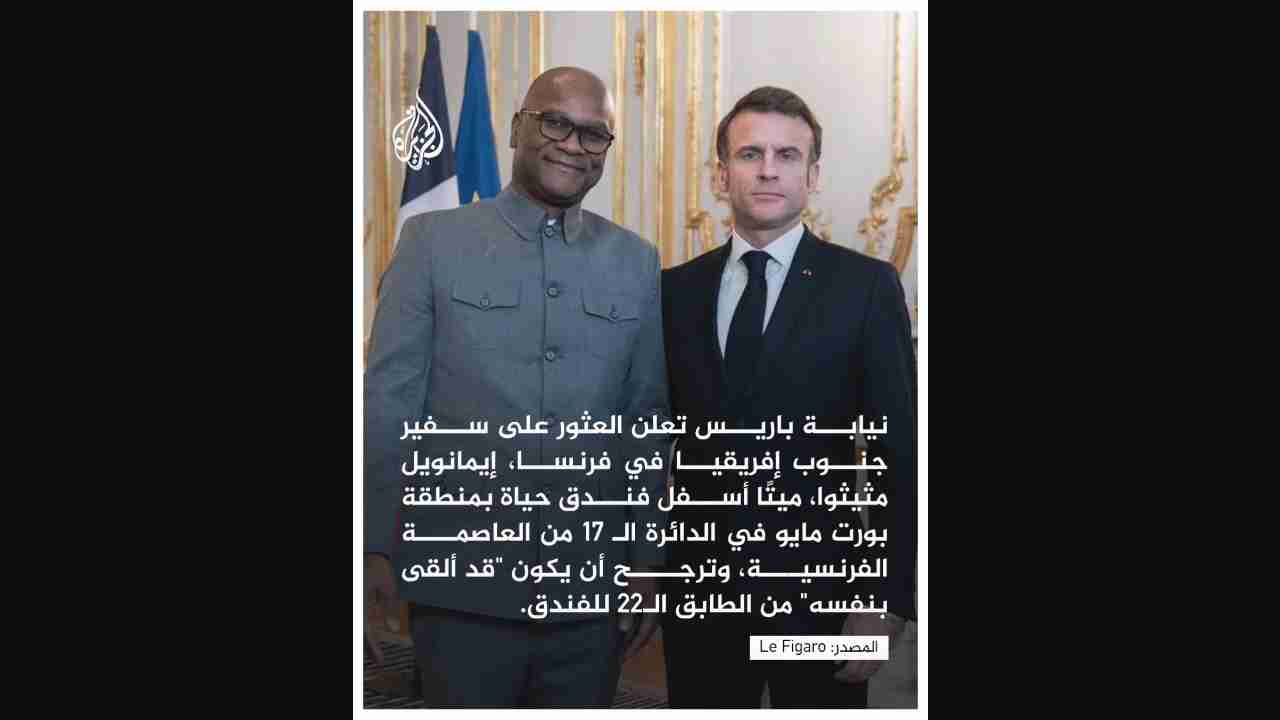 الجزيرة
نيابة باريس تعلن العثور على سفير
جنوب إفريقيا في فرنسا، إيمانويل
مثيثوا، ميتًا أسفل فندق حياة بمنطقة
بورت مايو في الدائرة الـ 17 من العاصمة
الفرنسية، وترجح أن يكون "قد ألقى
بنفسه" من الطابق الـ22 للفندق.
المصدر: Le Figaro